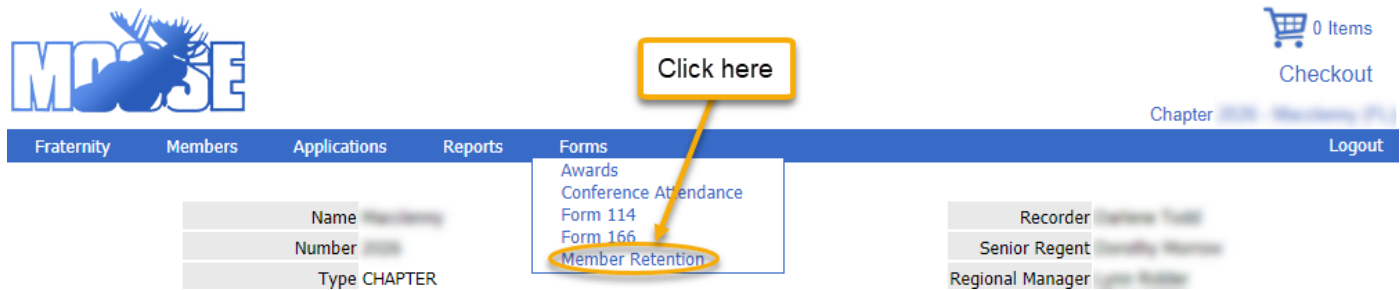 MOOSE
0 Items
Click here
Checkout
Chapter
Fraternity Members Applications Reports Forms Logout
Awards
Conference Attendance
Form 114
Form 166
Member Retention
Name
Number
Type CHAPTER
Recorder
Senior Regent
Regional Manager